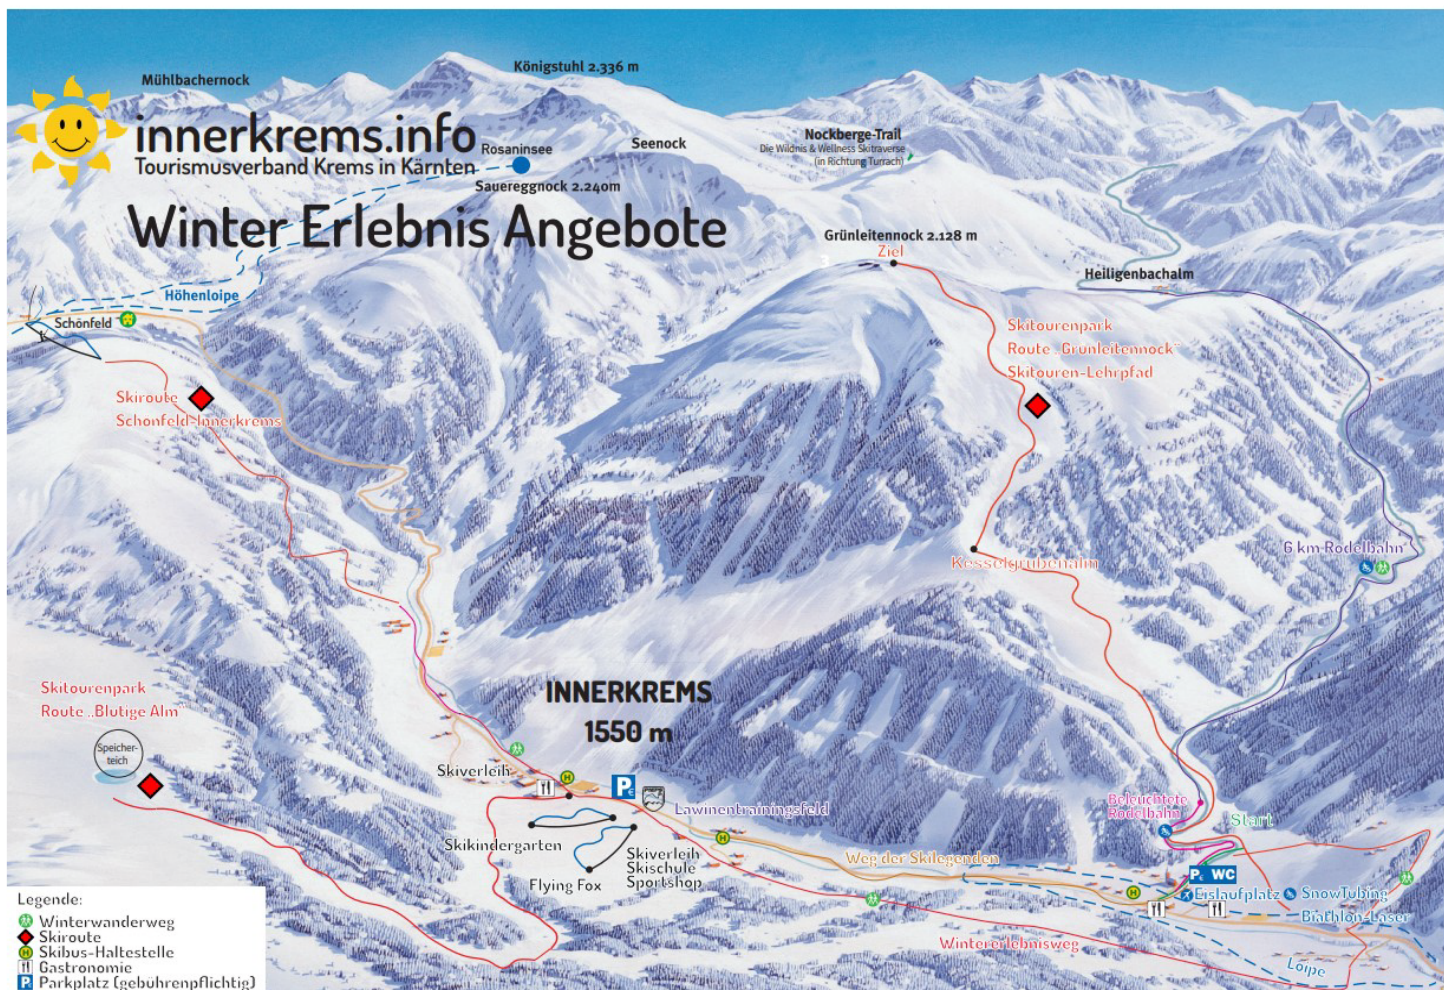 Mühlbachernock
Königstuhl 2.336 m
innerkrems.info
Tourismusverband Krems in Kärnten
Rosaninsee
Seenock
Nockberge-Trail
Die Wildnis & Wellness Skitraverse
(in Richtung Turrach)
Sauereggnock 2.240m
Winter Erlebnis Angebote
Grünleitennock 2.128 m
Ziel
3
Heiligenbachalm
Höhenloipe
Schönfeld
Skitourenpark
Route „Grünleitennock“
Skitouren-Lehrpfad
Skiroute
Schönfeld-Innerkrems
6 km Rodelbahn
Kesselgrubenalm
Skitourenpark
Route „Blutige Alm“
INNERKREMS
1550 m
Speicher-
teich
Skiverleih
H
P€
Lawinentrainingsfeld
Beleuchtete
Rodelbahn
Start
Skikindergarten
H
Skiverleih
Skischule
Sportshop
Flying Fox
Weg der Skilegenden
P€ WC
H
Eislaufplatz
SnowTubing
Biathlon-Laser
Wintererlebnisweg
Loipe
Legende:
Winterwanderweg
Skiroute
H Skibus-Haltestelle
Gastronomie
P€ Parkplatz (gebührenpflichtig)